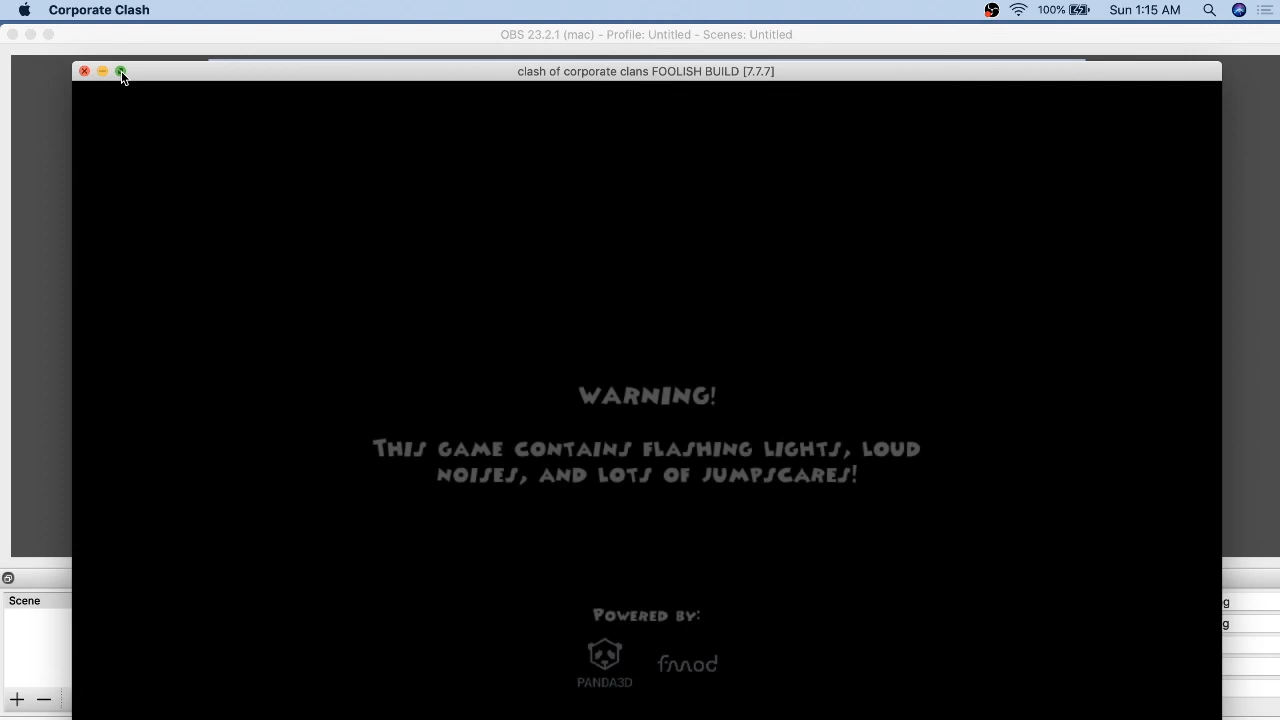 Corporate Clash
100%
Sun 1:15 AM
OBS 23.2.1 (mac) - Profile: Untitled - Scenes: Untitled
clash of corporate clans FOOLISH BUILD [7.7.7]
WARNING!
THIS GAME CONTAINS FLASHING LIGHTS, LOUD
NOISES, AND LOTS OF JUMPSCARES!
Scene
g
g
POWERED BY:
fmod
PANDA3D